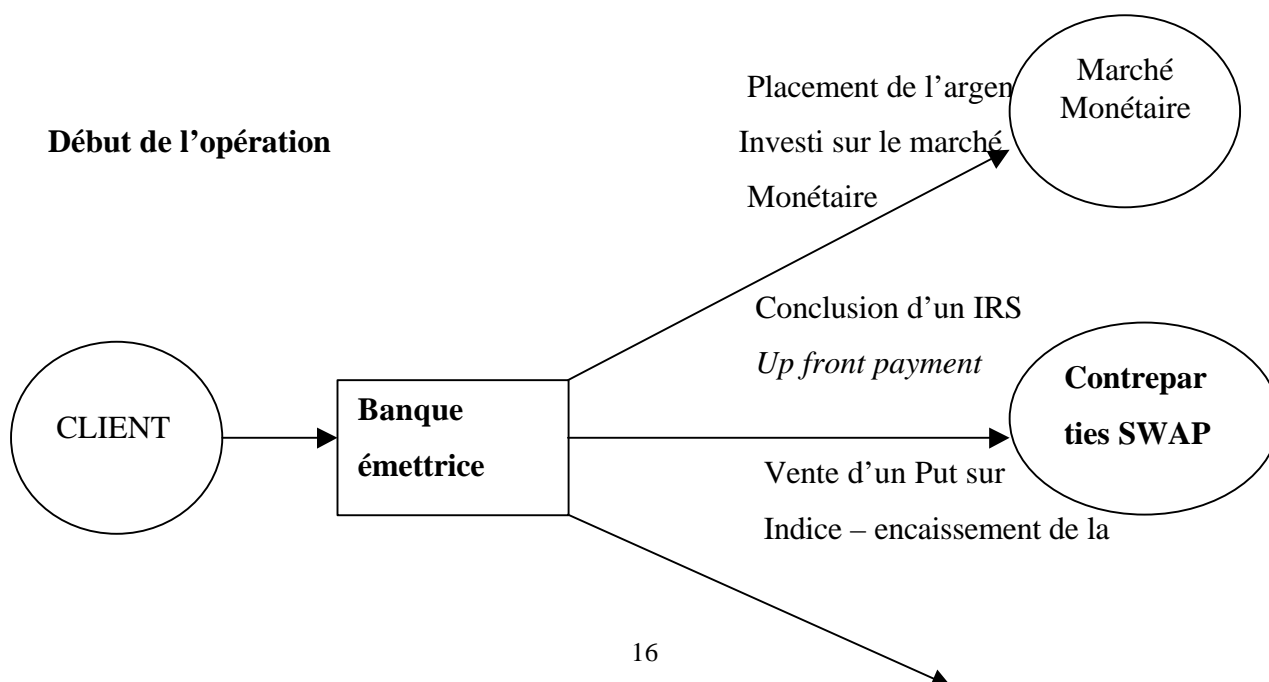 Début de l’opération
Placement de l’argen
Investi sur le marché
Monétaire
Marché
Monétaire
CLIENT
Banque
émettrice
Conclusion d’un IRS
Up front payment
Contrepar
ties SWAP
Vente d’un Put sur
Indice – encaissement de la
16